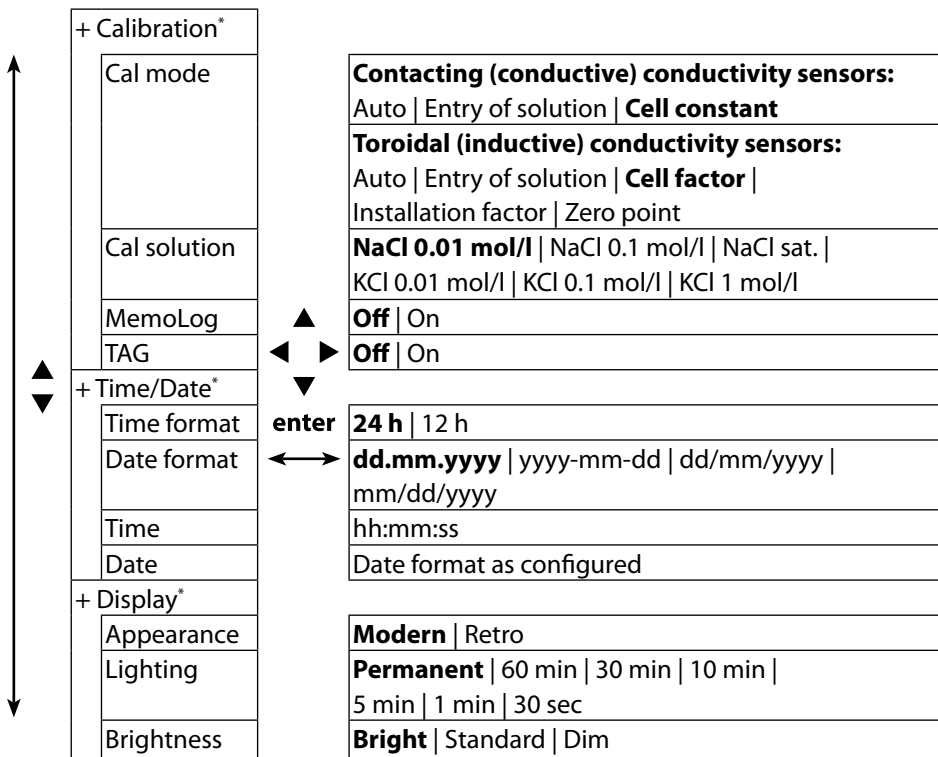 + Calibration*
Cal mode
Contacting (conductive) conductivity sensors:
Auto | Entry of solution | Cell constant
Toroidal (inductive) conductivity sensors:
Auto | Entry of solution | Cell factor |
Installation factor | Zero point
Cal solution
NaCl 0.01 mol/l | NaCl 0.1 mol/l | NaCl sat. |
KCl 0.01 mol/l | KCl 0.1 mol/l | KCl 1 mol/l
MemoLog
Off | On
TAG
Off | On
+ Time/Date*
Time format
enter
24 h | 12 h
Date format
dd.mm.yyyy | yyyy-mm-dd | dd/mm/yyyy |
mm/dd/yyyy
Time
hh:mm:ss
Date
Date format as configured
+ Display*
Appearance
Modern | Retro
Lighting
Permanent | 60 min | 30 min | 10 min |
5 min | 1 min | 30 sec
Brightness
Bright | Standard | Dim